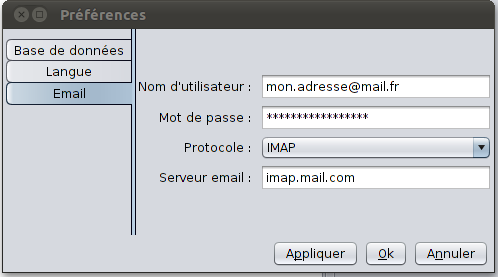 Préférences
Base de données
Langue
Email
Nom d'utilisateur : mon.adresse@mail.fr
Mot de passe : *****************
Protocole : IMAP
Serveur email : imap.mail.com
Appliquer Ok Annuler